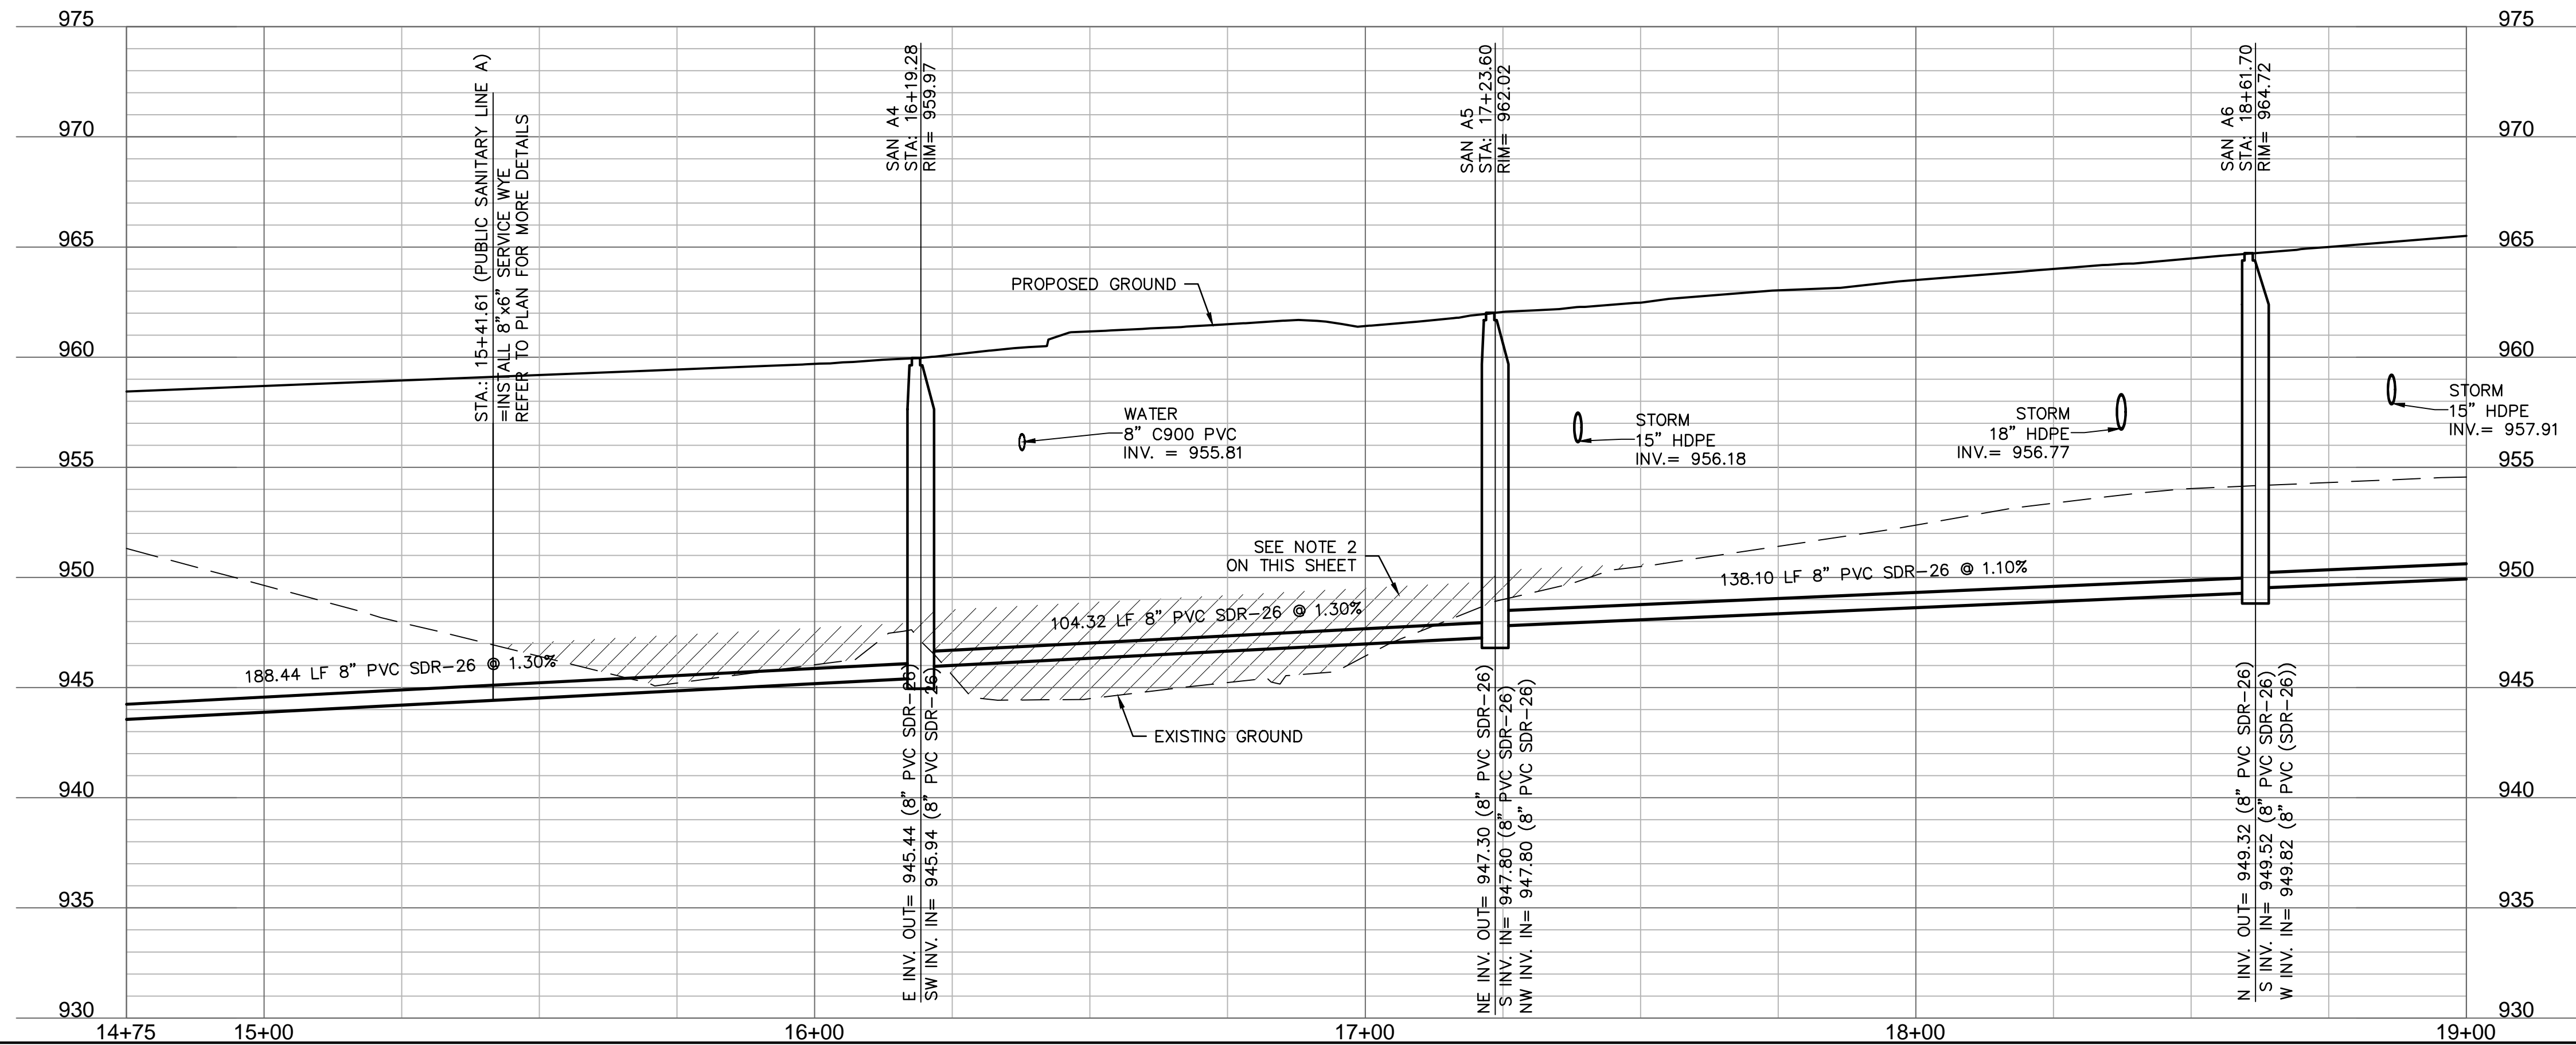 975
970
965
960
955
950
945
940
935
930
975
970
965
960
955
950
945
940
935
930
14+75
15+00
16+00
17+00
18+00
19+00
STA.: 15+41.61 (PUBLIC SANITARY LINE A)
=INSTALL 8"x6" SERVICE WYE
REFER TO PLAN FOR MORE DETAILS
SAN A4
STA: 16+19.28
RIM= 959.97
SAN A5
STA: 17+23.60
RIM= 962.02
SAN A6
STA: 18+61.70
RIM= 964.72
PROPOSED GROUND
WATER
8" C900 PVC
INV. = 955.81
STORM
15" HDPE
INV.= 956.18
STORM
18" HDPE
INV.= 956.77
STORM
15" HDPE
INV.= 957.91
SEE NOTE 2
ON THIS SHEET
188.44 LF 8" PVC SDR-26 @ 1.30%
104.32 LF 8" PVC SDR-26 @ 1.30%
138.10 LF 8" PVC SDR-26 @ 1.10%
EXISTING GROUND
E INV. OUT= 945.44 (8" PVC SDR-26)
SW INV. IN= 945.94 (8" PVC SDR-26)
NE INV. OUT= 947.30 (8" PVC SDR-26)
S INV. IN= 947.80 (8" PVC SDR-26)
NW INV. IN= 947.80 (8" PVC SDR-26)
N INV. OUT= 949.32 (8" PVC SDR-26)
S INV. IN= 949.52 (8" PVC SDR-26)
W INV. IN= 949.82 (8" PVC (SDR-26))